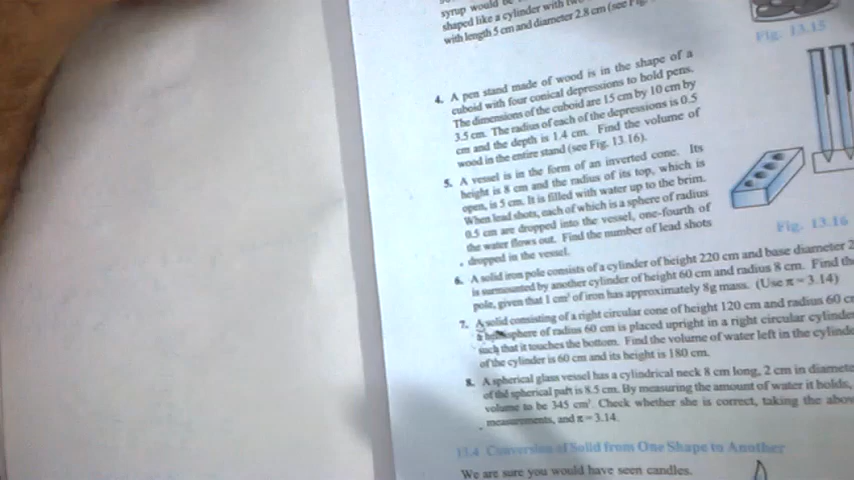 syrup would be
shaped like a cylinder with
with length 5 cm and diameter 2.8 cm (see
Fig. 13.15
4. A pen stand made of wood is in the shape of a
cuboid with four conical depressions to hold pens.
The dimensions of the cuboid are 15 cm by 10 cm by
3.5 cm. The radius of each of the depressions is 0.5
cm and the depth is 1.4 cm. Find the volume of
wood in the entire stand (see Fig. 13.16).
5. A vessel is in the form of an inverted cone. Its
height is 8 cm and the radius of its top, which is
open, is 5 cm. It is filled with water up to the brim.
When lead shots, each of which is a sphere of radius
0.5 cm are dropped into the vessel, one-fourth of
the water flows out. Find the number of lead shots
dropped in the vessel.
Fig. 13.16
6. A solid iron pole consists of a cylinder of height 220 cm and base diameter 2
is surmounted by another cylinder of height 60 cm and radius 8 cm. Find the
pole, given that 1 cm³ of iron has approximately 8g mass. (Use π = 3.14)
7. A solid consisting of a right circular cone of height 120 cm and radius 60 c
a hemisphere of radius 60 cm is placed upright in a right circular cylinde
such that it touches the bottom. Find the volume of water left in the cylinde
of the cylinder is 60 cm and its height is 180 cm.
8. A spherical glass vessel has a cylindrical neck 8 cm long, 2 cm in diamete
of the spherical part is 8.5 cm. By measuring the amount of water it holds,
volume to be 345 cm³. Check whether she is correct, taking the abov
measurements, and π = 3.14.
13.4 Conversion of Solid from One Shape to Another
We are sure you would have seen candles.